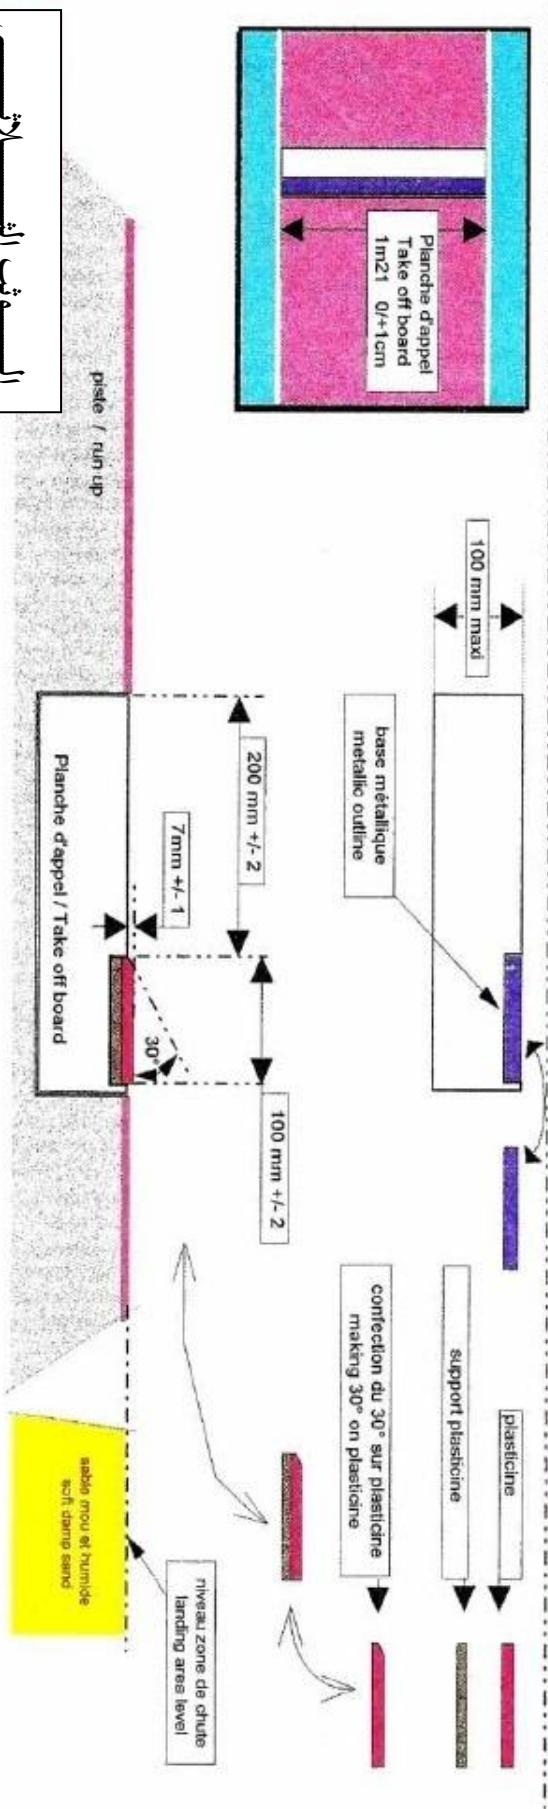 الــــوثب الثــــــلاثــــــي
Planche d'appel
Take off board
1m21 0/+1cm
100 mm maxi
base métallique
metallic outline
plasticine
support plasticine
confection du 30° sur plasticine
making 30° on plasticine
200 mm +/- 2
7mm +/- 1
100 mm +/- 2
30°
piste / run-up
Planche d'appel / Take off board
niveau zone de chute
landing area level
sable mou et humide
soft damp sand